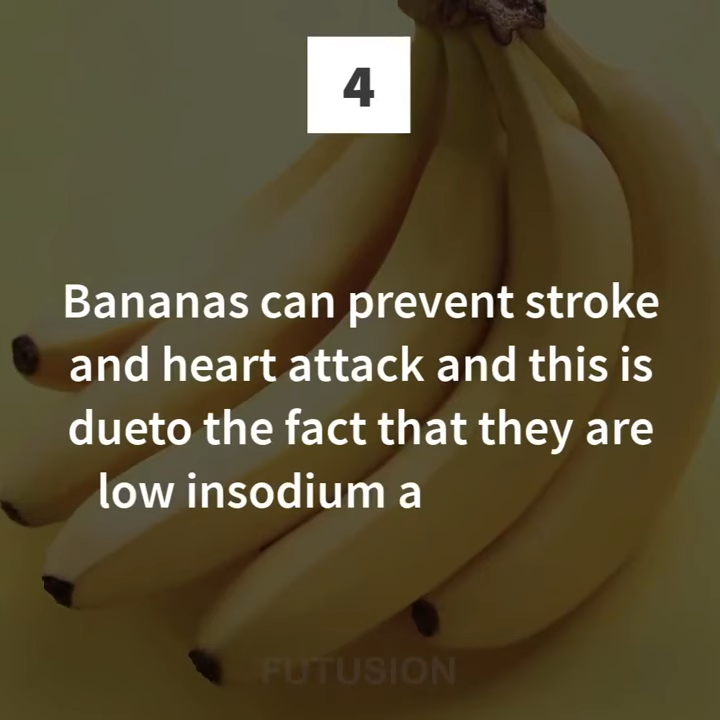 4
Bananas can prevent stroke
and heart attack and this is
dueto the fact that they are
low insodium a
FUTUSION